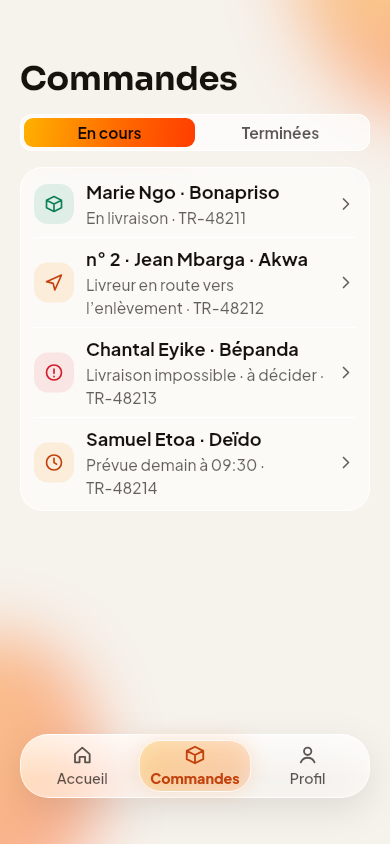 Commandes
En cours
Terminées
Marie Ngo · Bonapriso
En livraison · TR-48211
n° 2 · Jean Mbarga · Akwa
Livreur en route vers
l’enlèvement · TR-48212
Chantal Eyike · Bépanda
Livraison impossible · à décider ·
TR-48213
Samuel Etoa · Deïdo
Prévue demain à 09:30 ·
TR-48214
Accueil
Commandes
Profil